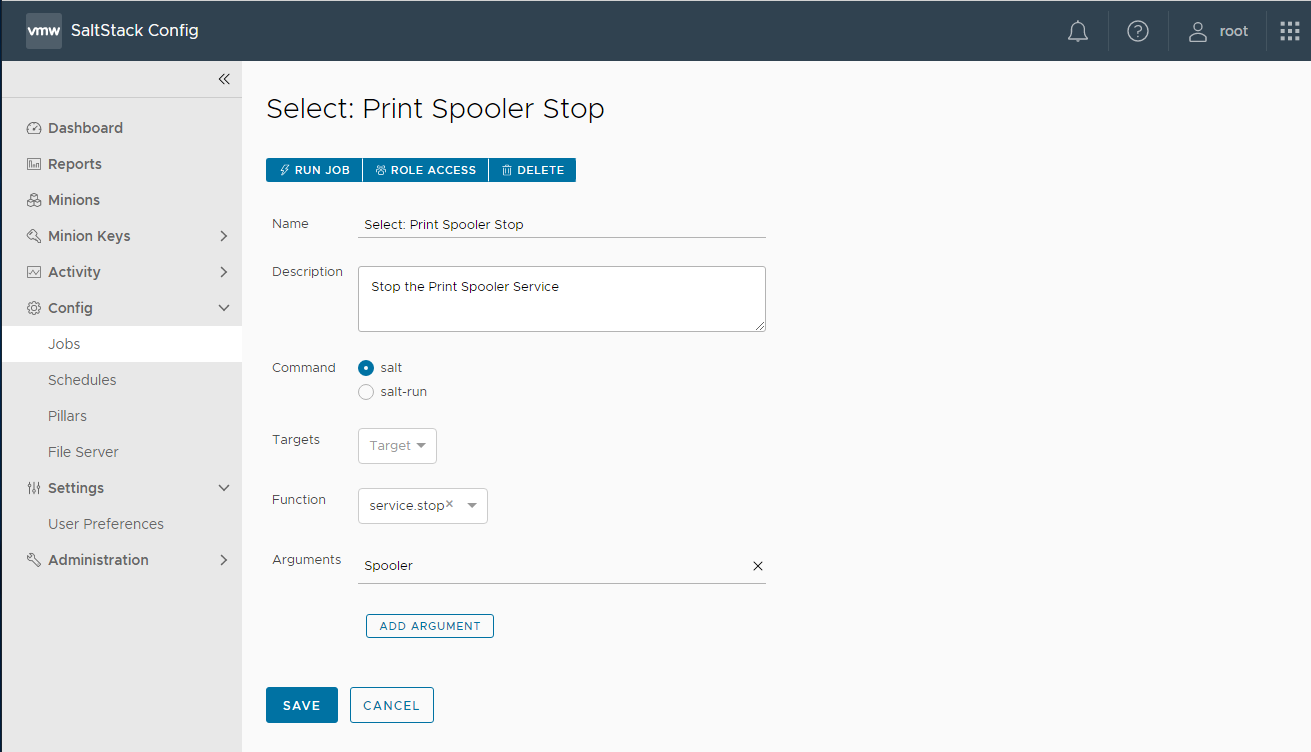 vmw SaltStack Config
root
Dashboard
Reports
Minions
Minion Keys
Activity
Config
Jobs
Schedules
Pillars
File Server
Settings
User Preferences
Administration
Select: Print Spooler Stop
RUN JOB ROLE ACCESS DELETE
Name Select: Print Spooler Stop
Description Stop the Print Spooler Service
Command salt
salt-run
Targets Target
Function service.stop×
Arguments Spooler
ADD ARGUMENT
SAVE CANCEL